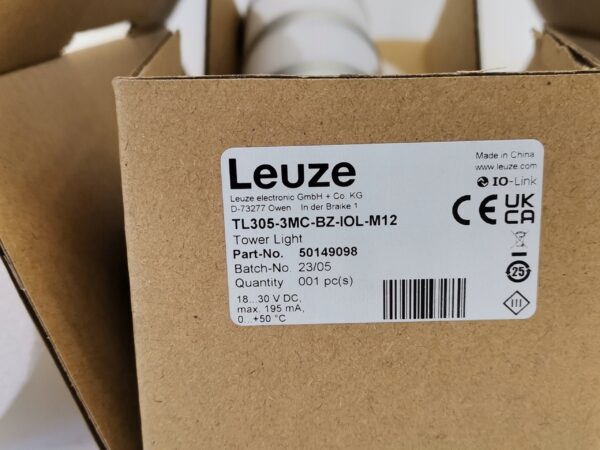 Leuze
Leuze electronic GmbH + Co. KG
D-73277 Owen In der Braike 1
Made in China
www.leuze.com
IO-Link
TL305-3MC-BZ-IOL-M12
Tower Light
Part-No. 50149098
Batch-No. 23/05
Quantity 001 pc(s)
18...30 V DC,
max. 195 mA,
0...+50 °C
CE
UK
CA
25
III